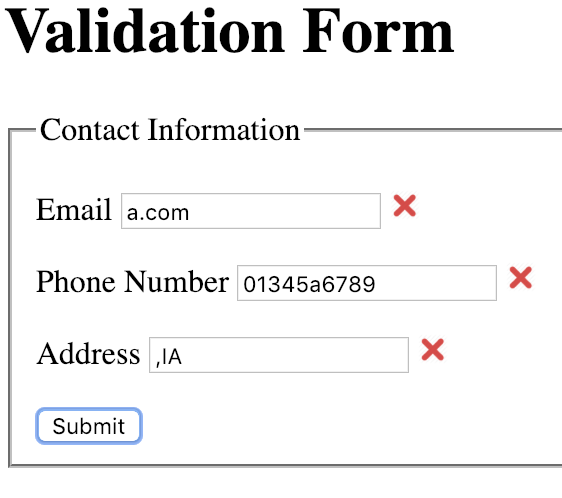 Validation Form
Contact Information
Email a.com
Phone Number 01345a6789
Address ,IA
Submit